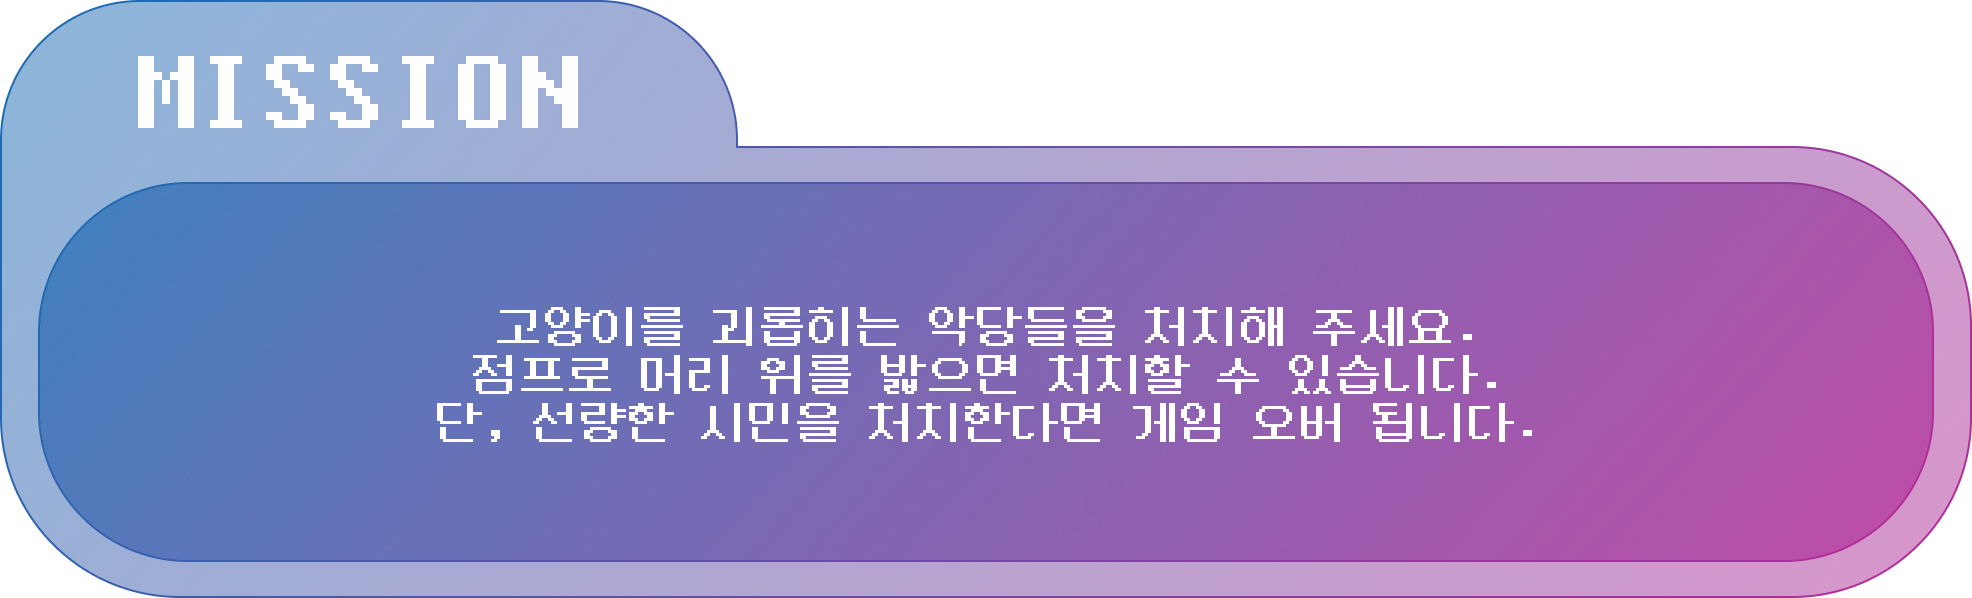 MISSION
고양이를 괴롭히는 악당들을 처치해 주세요.
점프로 머리 위를 밟으면 처치할 수 있습니다.
단, 선량한 시민을 처치한다면 게임 오버 됩니다.